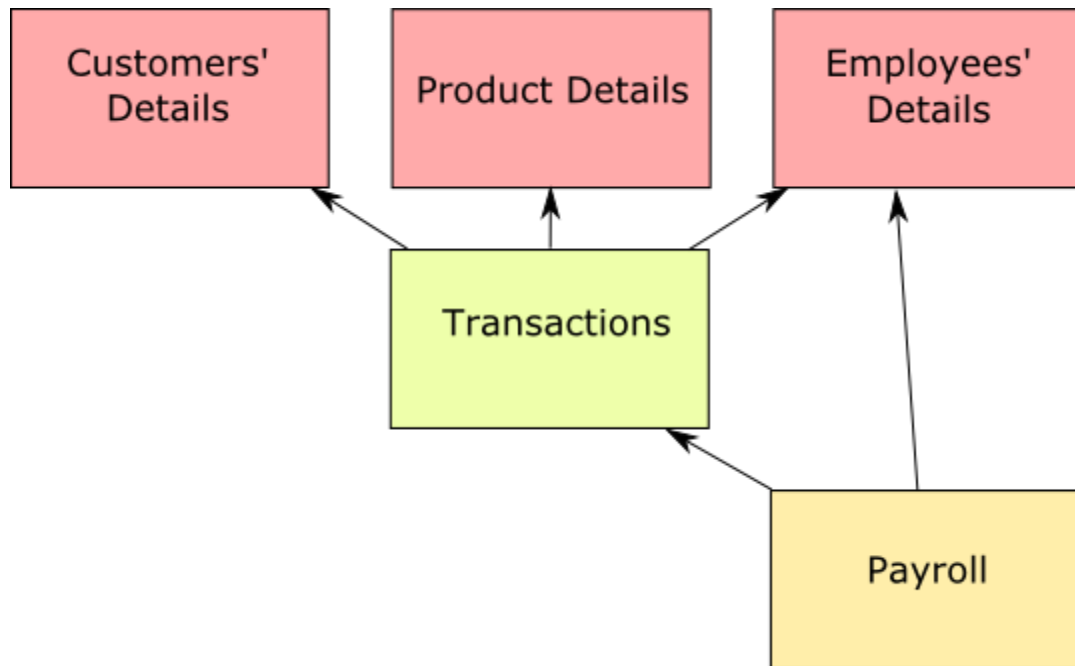 Customers'
Details
Product Details
Employees'
Details
Transactions
Payroll